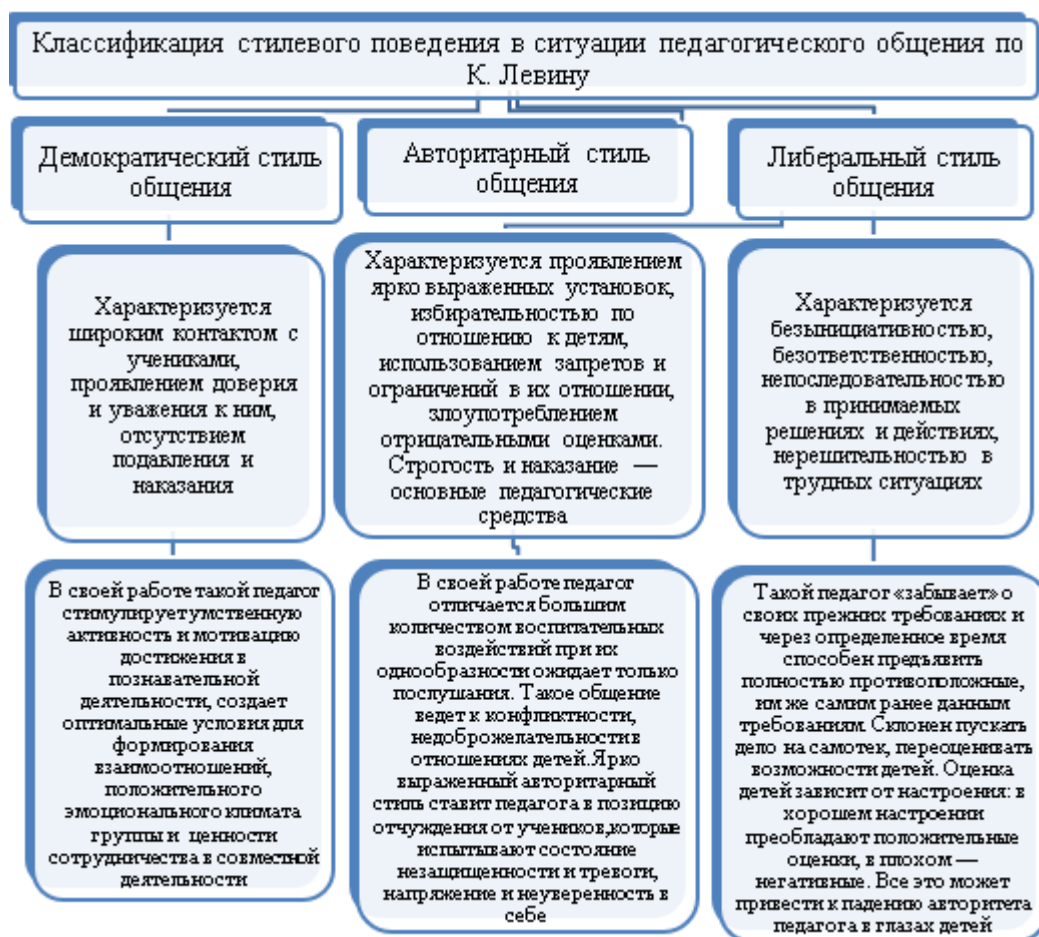 Классификация стилевого поведения в ситуации педагогического общения по
К. Левину
Демократический стиль
общения
Авторитарный стиль
общения
Либеральный стиль
общения
Характеризуется
широким контактом с
учениками,
проявлением доверия
и уважения к ним,
отсутствием
подавления и
наказания
Характеризуется проявлением
ярко выраженных установок,
избирательностью по
отношению к детям,
использованием запретов и
ограничений в их отношении,
злоупотреблением
отрицательными оценками.
Строгость и наказание —
основные педагогические
средства
Характеризуется
безынициативностью,
безответственностью,
непоследовательностью
в принимаемых
решениях и действиях,
нерешительностью в
трудных ситуациях
В своей работе такой педагог
стимулирует умственную
активность и мотивацию
достижения в
познавательной
деятельности, создает
оптимальные условия для
формирования
взаимоотношений,
положительного
эмоционального климата
группы и ценности
сотрудничества в совместной
деятельности
В своей работе педагог
отличается большим
количеством воспитательных
воздействий при их
однообразности ожидает только
послушания. Такое общение
ведет к конфликтности,
недоброжелательности в
отношениях детей. Ярко
выраженный авторитарный
стиль ставит педагога в позицию
отчуждения от учеников,которые
испытывают состояние
незащищенности и тревоги,
напряжение и неуверенность в
себе
Такой педагог «забывает» о
своих прежних требованиях и
через определенное время
способен предъявить
полностью противоположные,
им же самим ранее данным
требованиям. Склонен пускать
дело на самотек, переоценивать
возможности детей. Оценка
детей зависит от настроения: в
хорошем настроении
преобладают положительные
оценки, в плохом —
негативные. Все это может
привести к падению авторитета
педагога в глазах детей